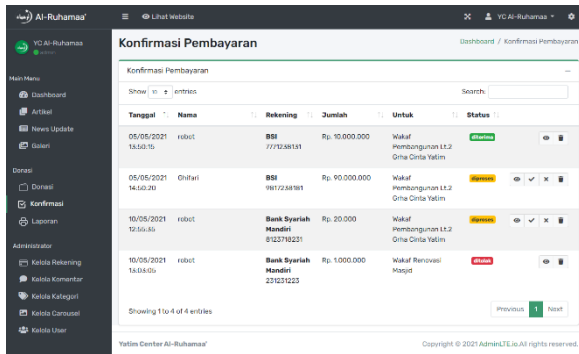 Al-Ruhamaa'
Lihat Website
YC Al-Ruhamaa
YC Al-Ruhamaa
Konfirmasi Pembayaran
Dashboard / Konfirmasi Pembayaran
Main Manu
Dashboard
Artikel
News Update
Galeri
Donasi
Donasi
Konfirmasi
Laporan
Administrator
Kelola Rekening
Kelola Komentar
Kelola Kategori
Kelola Carousel
Kelola User
Konfirmasi Pembayaran
Show 10 entries
Search:
Tanggal Nama Rekening Jumlah Untuk Status
05/05/2021 robot BSI Rp. 10.000.000 Wakaf diterima
13:50:15 7771238131 Pembangunan Lt.2
Grha Cinta Yatim
05/05/2021 Ghifari BSI Rp. 90.000.000 Wakaf diproses
14:50:20 9817238181 Pembangunan Lt.2
Grha Cinta Yatim
10/05/2021 robot Bank Syariah Rp. 20.000 Wakaf diproses
12:55:35 Mandiri Pembangunan Lt.2
8123718231 Grha Cinta Yatim
10/05/2021 robot Bank Syariah Rp. 1.000.000 Wakaf Renovasi ditolak
13:03:05 Mandiri Masjid
231231223
Showing 1 to 4 of 4 entries
Previous 1 Next
Yatim Center Al-Ruhamaa'
Copyright © 2021 AdminLTE.io. All rights reserved.